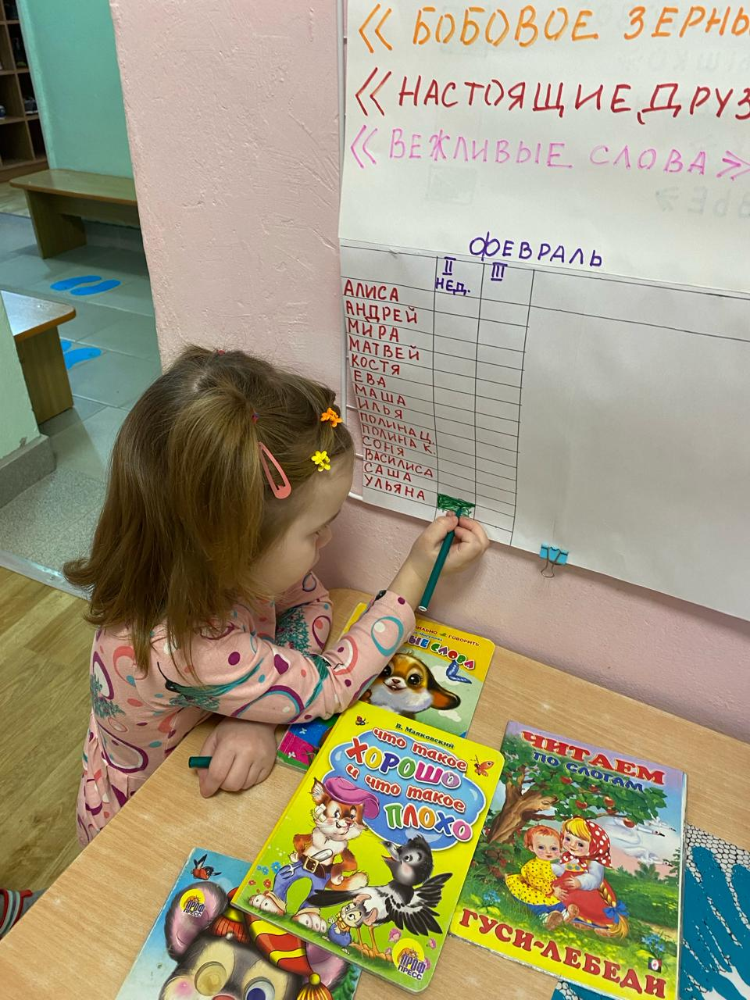 « БОБОВОЕ ЗЕРНЫ
« НАСТОЯЩИЕ ДРУЗ
« ВЕЖЛИВЫЕ СЛОВА »
ФЕВРАЛЬ
II НЕД.
III
АЛИСА
АНДРЕЙ
МИРА
МАТВЕЙ
КОСТЯ
ЕВА
МАША
ИЛЬЯ
ПОЛИНА Ц.
ПОЛИНА К.
СОНЯ
ВАСИЛИСА
САША
УЛЬЯНА
ГОВОРИТЬ
СЛОВА
В. Маяковский
ЧТО ТАКОЕ
ХОРОШО
И ЧТО ТАКОЕ
ПЛОХО
ПРОФ
ПРЕСС
ЧИТАЕМ
ПО СЛОГАМ
ГУСИ-ЛЕБЕДИ
ПРОФ
ПРЕСС